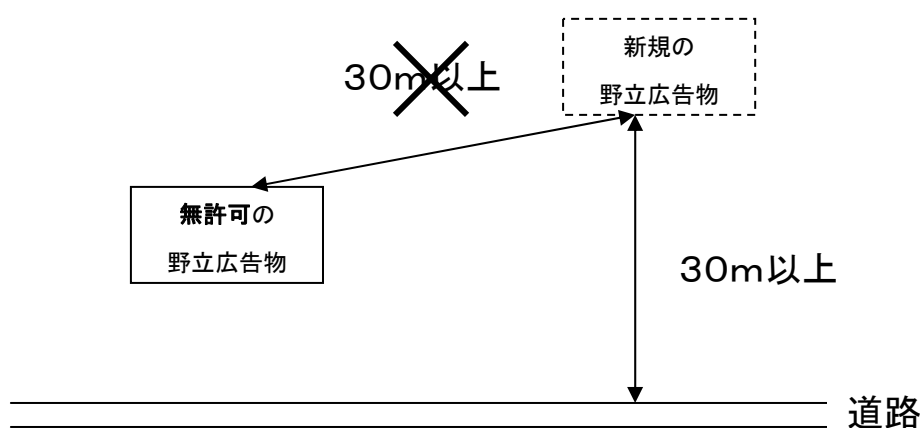 新規の
野立広告物
30m以上
無許可の
野立広告物
30m以上
道路